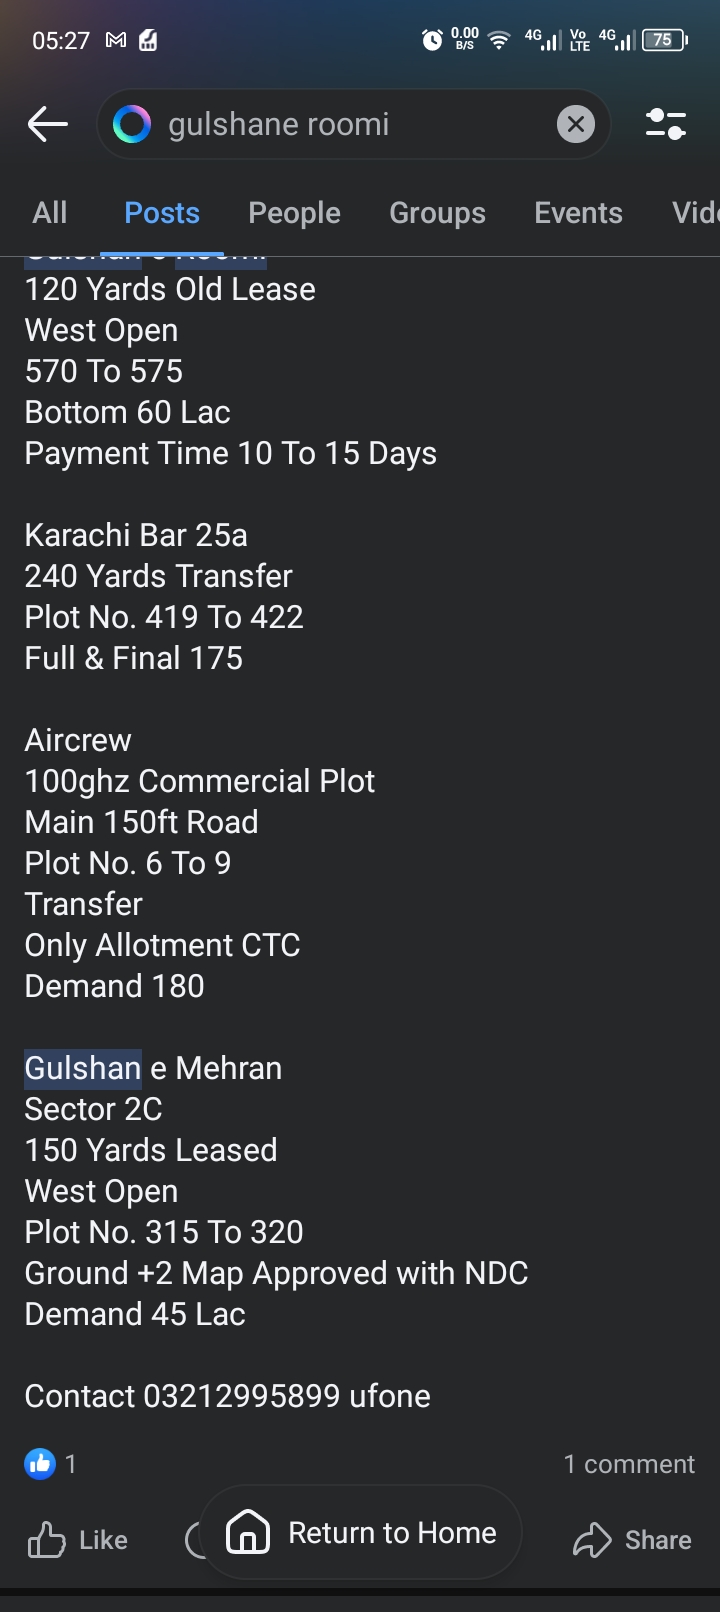 05:27
0.00
B/S
4G
Vo
LTE
4G
75
gulshane roomi
All Posts People Groups Events Vide
Gulshan e Roomi
120 Yards Old Lease
West Open
570 To 575
Bottom 60 Lac
Payment Time 10 To 15 Days
Karachi Bar 25a
240 Yards Transfer
Plot No. 419 To 422
Full & Final 175
Aircrew
100ghz Commercial Plot
Main 150ft Road
Plot No. 6 To 9
Transfer
Only Allotment CTC
Demand 180
Gulshan e Mehran
Sector 2C
150 Yards Leased
West Open
Plot No. 315 To 320
Ground +2 Map Approved with NDC
Demand 45 Lac
Contact 03212995899 ufone
1
1 comment
Like
Return to Home
Share